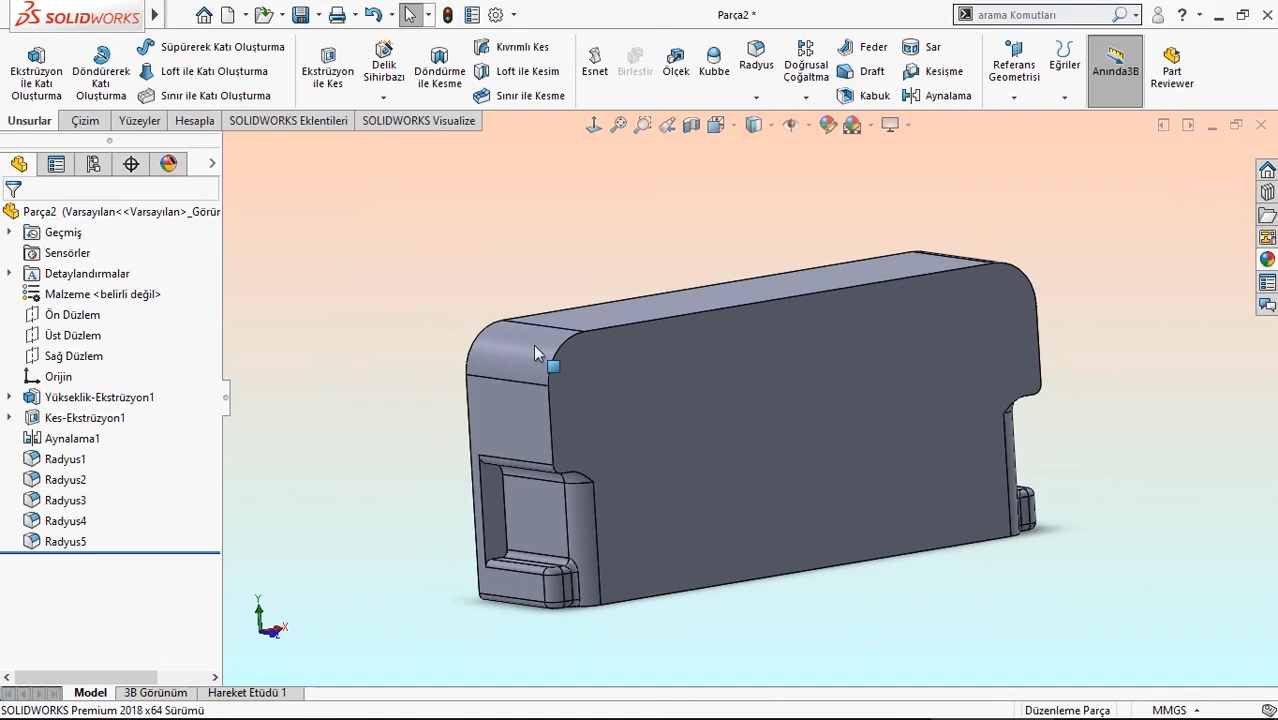 SOLIDWORKS
Parça2 *
arama Komutları
Ekstrüzyon
İle Katı
Oluşturma
Döndürerek
Katı
Oluşturma
Süpürerek Katı Oluşturma
Loft ile Katı Oluşturma
Sınır ile Katı Oluşturma
Ekstrüzyon
ile Kes
Delik
Sihirbazı
Döndürme
ile Kesme
Kıvrımlı Kes
Loft ile Kesim
Sınır ile Kesme
Esnet
Birleştir
Ölçek
Kubbe
Radyus
Doğrusal
Çoğaltma
Feder
Draft
Kabuk
Sar
Kesişme
Aynalama
Referans
Geometrisi
Eğriler
Anında3B
Part
Reviewer
Unsurlar
Çizim
Yüzeyler
Hesapla
SOLIDWORKS Eklentileri
SOLIDWORKS Visualize
Parça2 (Varsayılan<<Varsayılan>_Görür
Geçmiş
Sensörler
Detaylandırmalar
Malzeme <belirli değil>
Ön Düzlem
Üst Düzlem
Sağ Düzlem
Orijin
Yükseklik-Ekstrüzyon1
Kes-Ekstrüzyon1
Aynalama1
Radyus1
Radyus2
Radyus3
Radyus4
Radyus5
Y
X
Z
Model
3B Görünüm
Hareket Etüdü 1
SOLIDWORKS Premium 2018 x64 Sürümü
Düzenleme Parça
MMGS